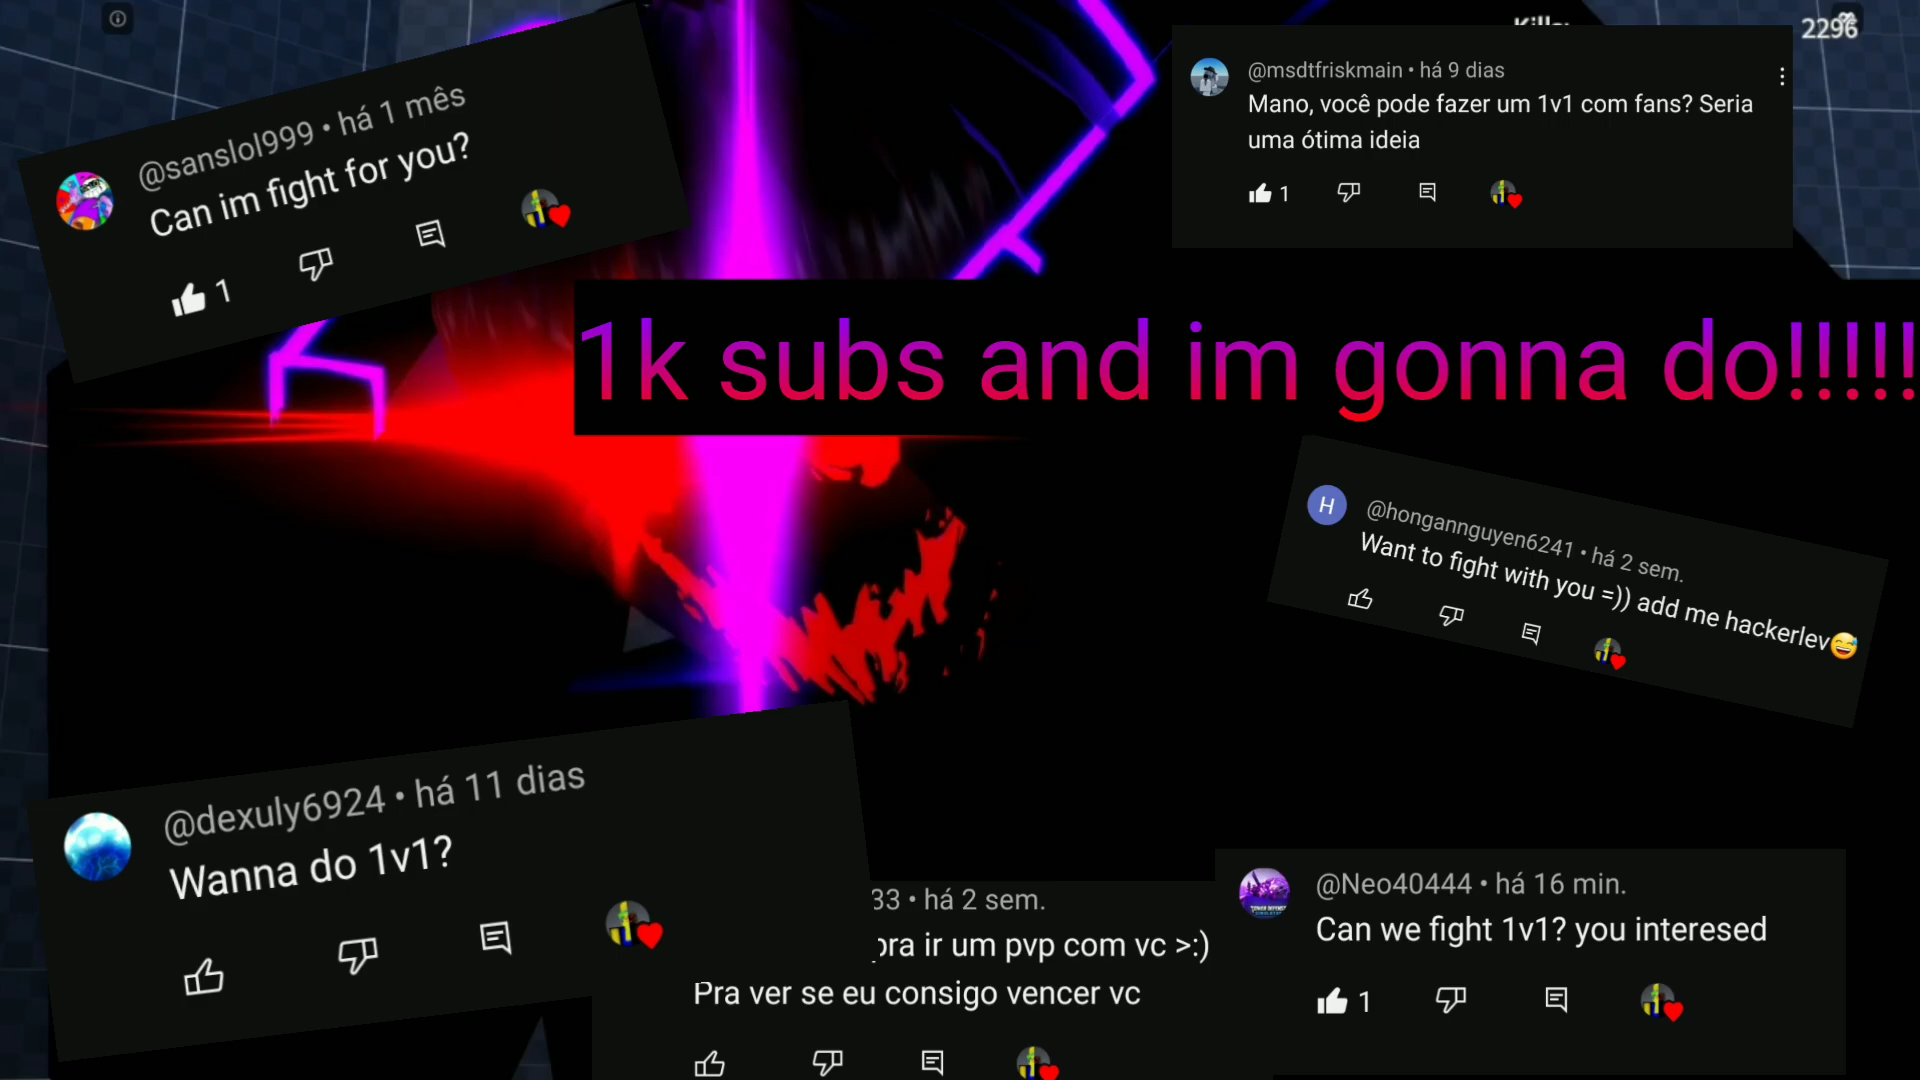 2296
@sanslol999 • há 1 mês
Can im fight for you?
1
@msdtfriskmain • há 9 dias
Mano, você pode fazer um 1v1 com fans? Seria
uma ótima ideia
1
1k subs and im gonna do!!!!!
H
@hongannguyen6241 • há 2 sem.
Want to fight with you =)) add me hackerlev😅
@dexuly6924 • há 11 dias
Wanna do 1v1?
33 • há 2 sem.
pra ir um pvp com vc >:)
Pra ver se eu consigo vencer vc
@Neo40444 • há 16 min.
Can we fight 1v1? you interesed
1